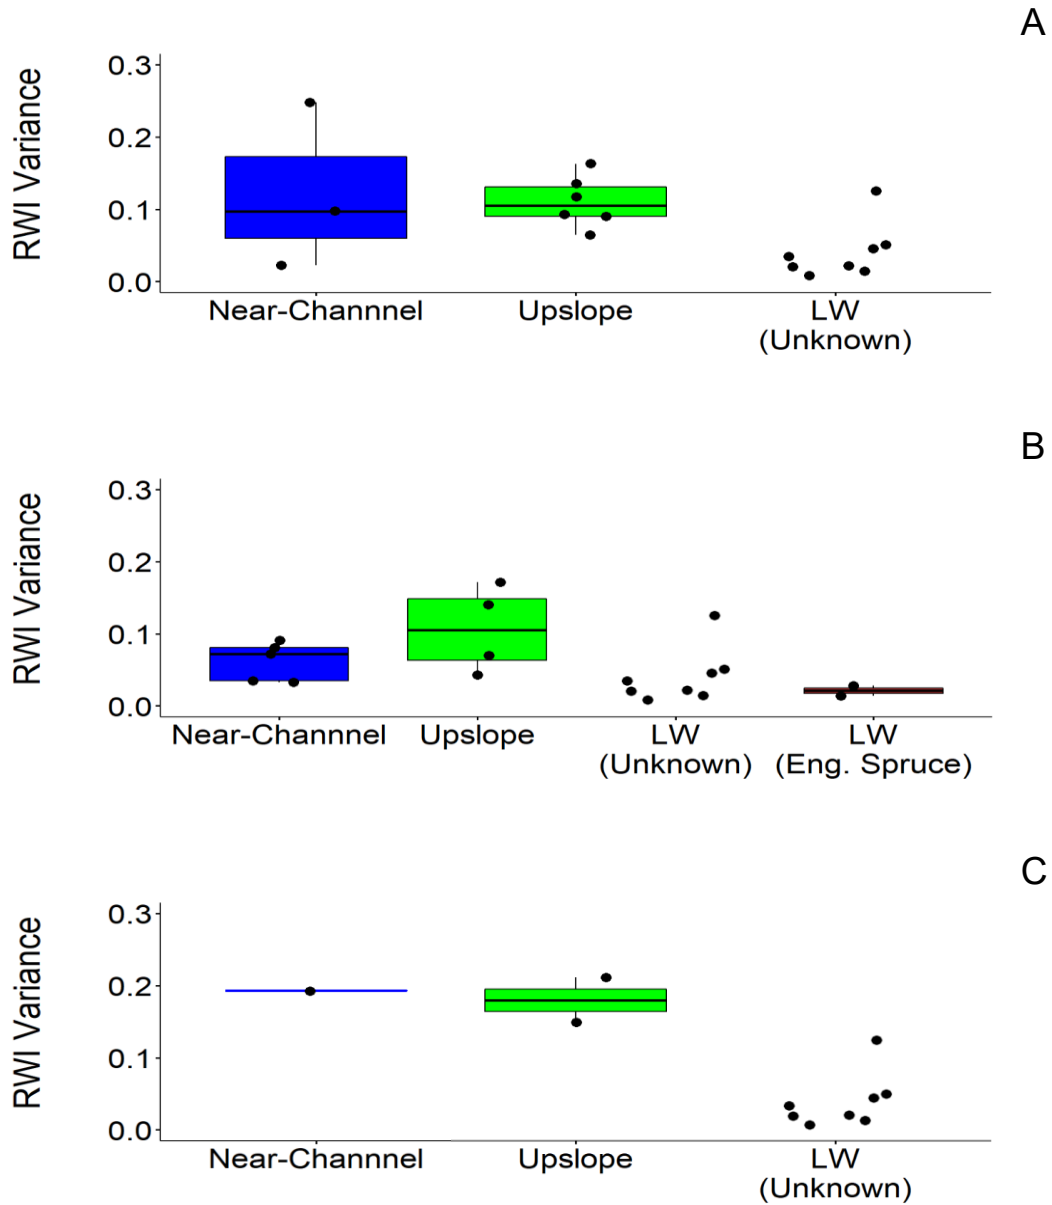 A
RWI Variance
0.3
0.2
0.1
0.0
Near-Channnel
Upslope
LW
(Unknown)
B
RWI Variance
0.3
0.2
0.1
0.0
Near-Channnel
Upslope
LW
(Unknown)
LW
(Eng. Spruce)
C
RWI Variance
0.3
0.2
0.1
0.0
Near-Channnel
Upslope
LW
(Unknown)